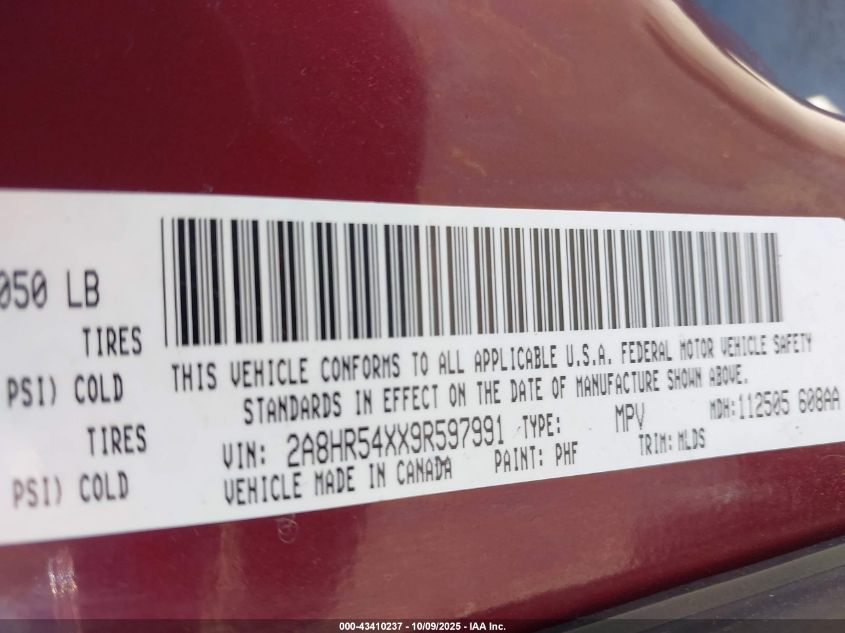 050 LB
TIRES
PSI) COLD
TIRES
PSI) COLD
THIS VEHICLE CONFORMS TO ALL APPLICABLE U.S.A. FEDERAL MOTOR VEHICLE SAFETY
STANDARDS IN EFFECT ON THE DATE OF MANUFACTURE SHOWN ABOVE.
VIN: 2A8HR54XX9R597991 TYPE: MPV MDH:112505 608AA
VEHICLE MADE IN CANADA PAINT: PHF TRIM: MLDS
000-43410237 - 10/09/2025 - IAA Inc.